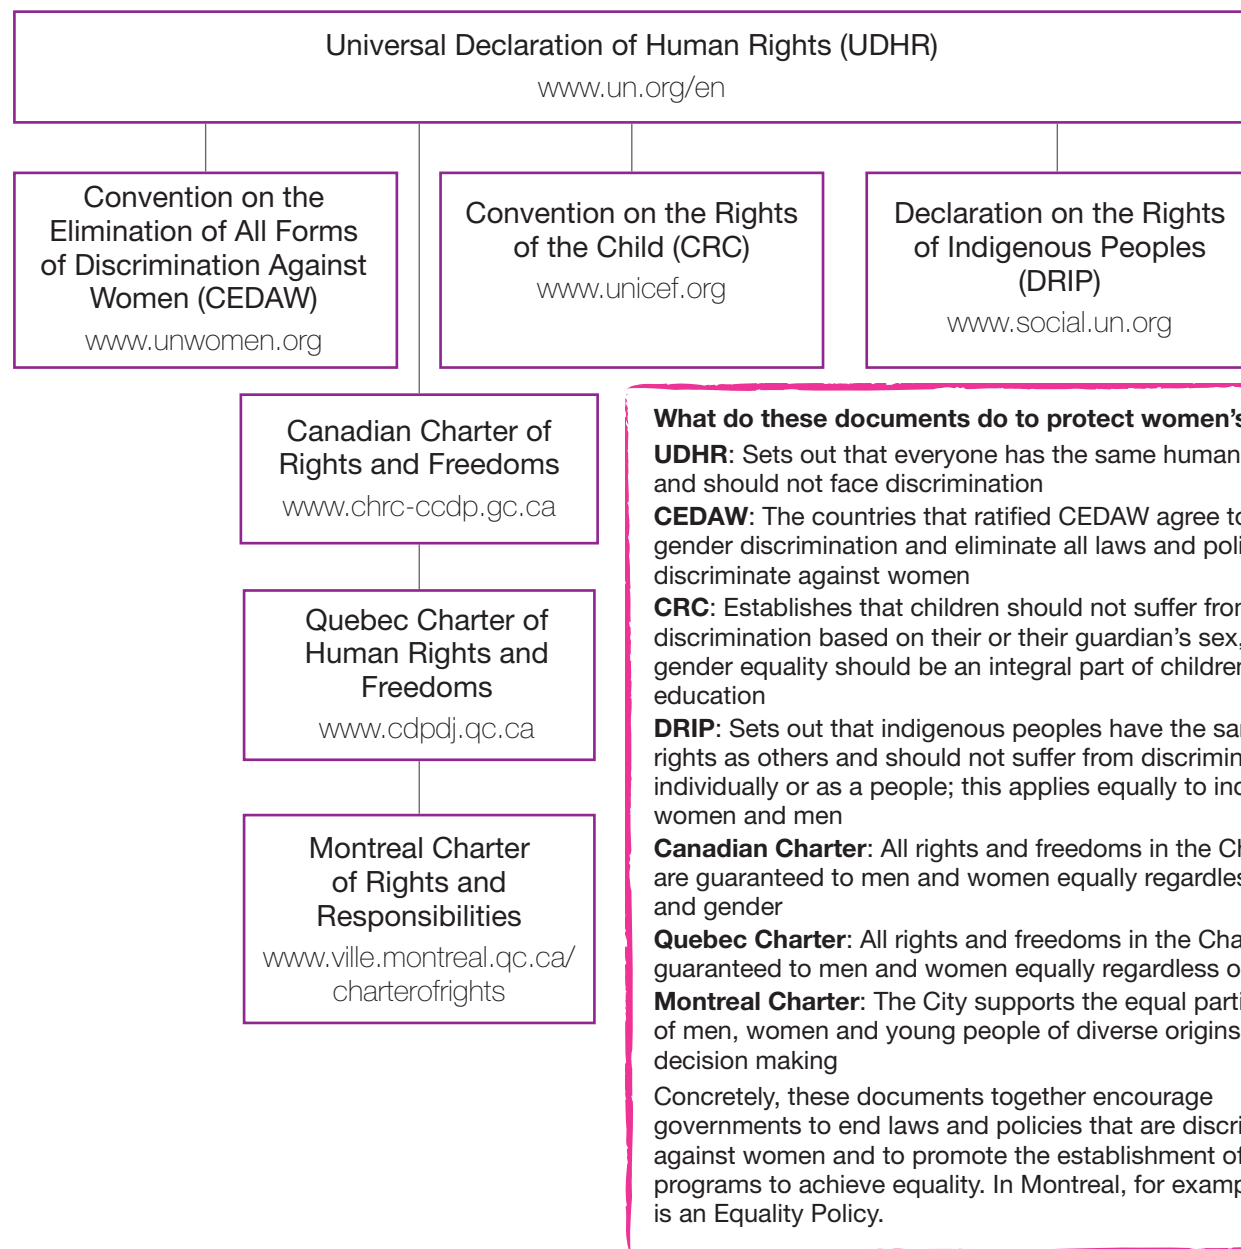 Universal Declaration of Human Rights (UDHR)
www.un.org/en
Convention on the
Elimination of All Forms
of Discrimination Against
Women (CEDAW)
www.unwomen.org
Convention on the Rights
of the Child (CRC)
www.unicef.org
Declaration on the Rights
of Indigenous Peoples
(DRIP)
www.social.un.org
Canadian Charter of
Rights and Freedoms
www.chrc-ccdp.gc.ca
Quebec Charter of
Human Rights and
Freedoms
www.cdpdj.qc.ca
Montreal Charter
of Rights and
Responsibilities
www.ville.montreal.qc.ca/
charterofrights
What do these documents do to protect women's
UDHR: Sets out that everyone has the same human
and should not face discrimination
CEDAW: The countries that ratified CEDAW agree to
gender discrimination and eliminate all laws and poli
discriminate against women
CRC: Establishes that children should not suffer from
discrimination based on their or their guardian's sex,
gender equality should be an integral part of children
education
DRIP: Sets out that indigenous peoples have the sa
rights as others and should not suffer from discrimin
individually or as a people; this applies equally to ind
women and men
Canadian Charter: All rights and freedoms in the Ch
are guaranteed to men and women equally regardles
and gender
Quebec Charter: All rights and freedoms in the Cha
guaranteed to men and women equally regardless o
Montreal Charter: The City supports the equal parti
of men, women and young people of diverse origins
decision making
Concretely, these documents together encourage
governments to end laws and policies that are discri
against women and to promote the establishment of
programs to achieve equality. In Montreal, for examp
is an Equality Policy.